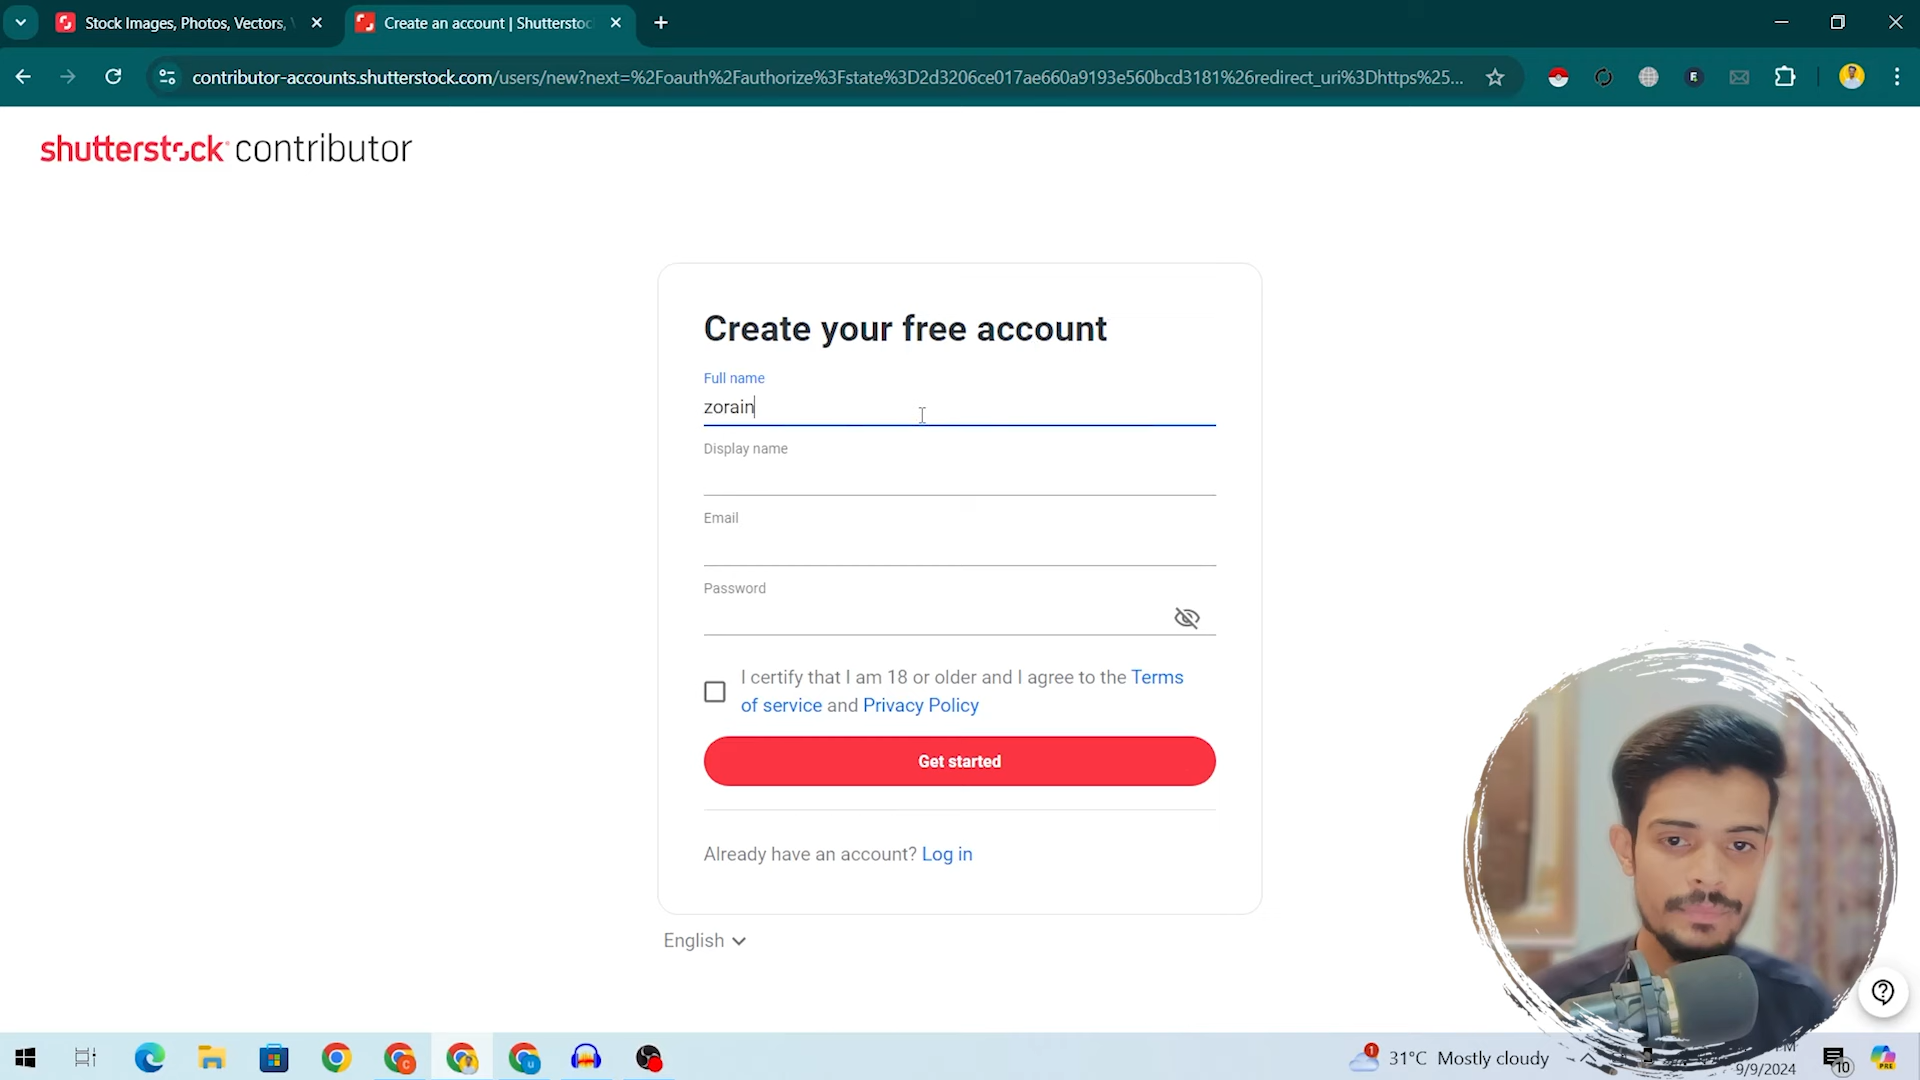 Stock Images, Photos, Vectors,
Create an account | Shutterstoc
contributor-accounts.shutterstock.com/users/new?next=%2Foauth%2Fauthorize%3Fstate%3D2d3206ce017ae660a9193e560bcd3181%26redirect_uri%3Dhttps%25...
shutterstock contributor
Create your free account
Full name
zorain
Display name
Email
Password
I certify that I am 18 or older and I agree to the Terms
of service and Privacy Policy
Get started
Already have an account? Log in
English
31°C Mostly cloudy
9/9/2024
10